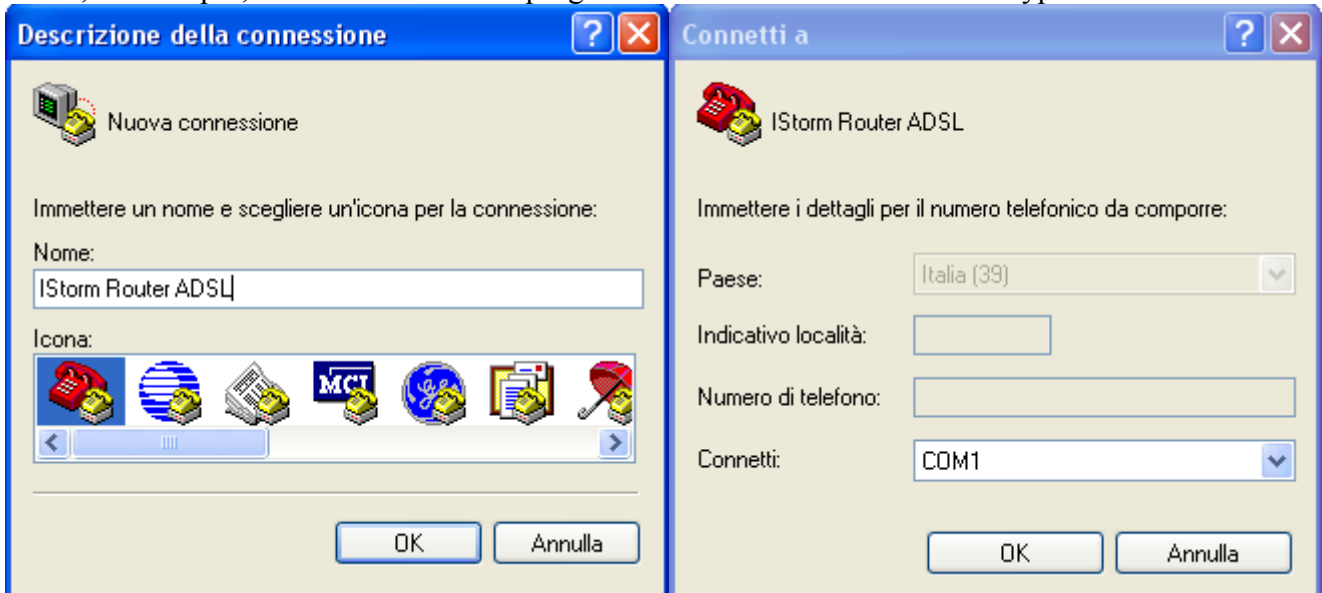 Descrizione della connessione
Nuova connessione
Immettere un nome e scegliere un'icona per la connessione:
Nome:
IStorm Router ADSL
Icona:
MCI
OK Annulla
Connetti a
IStorm Router ADSL
Immettere i dettagli per il numero telefonico da comporre:
Paese: Italia (39)
Indicativo località:
Numero di telefono:
Connetti: COM1
OK Annulla